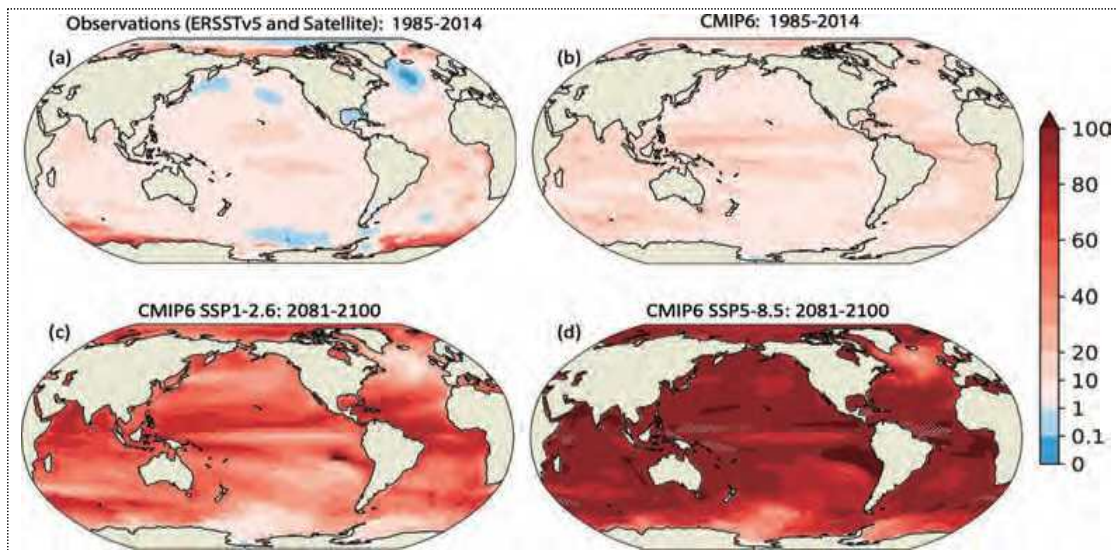 Observations (ERSSTv5 and Satellite): 1985-2014
CMIP6: 1985-2014
(a)
(b)
CMIP6 SSP1-2.6: 2081-2100
CMIP6 SSP5-8.5: 2081-2100
(c)
(d)
100
80
60
40
20
10
1
0.1
0